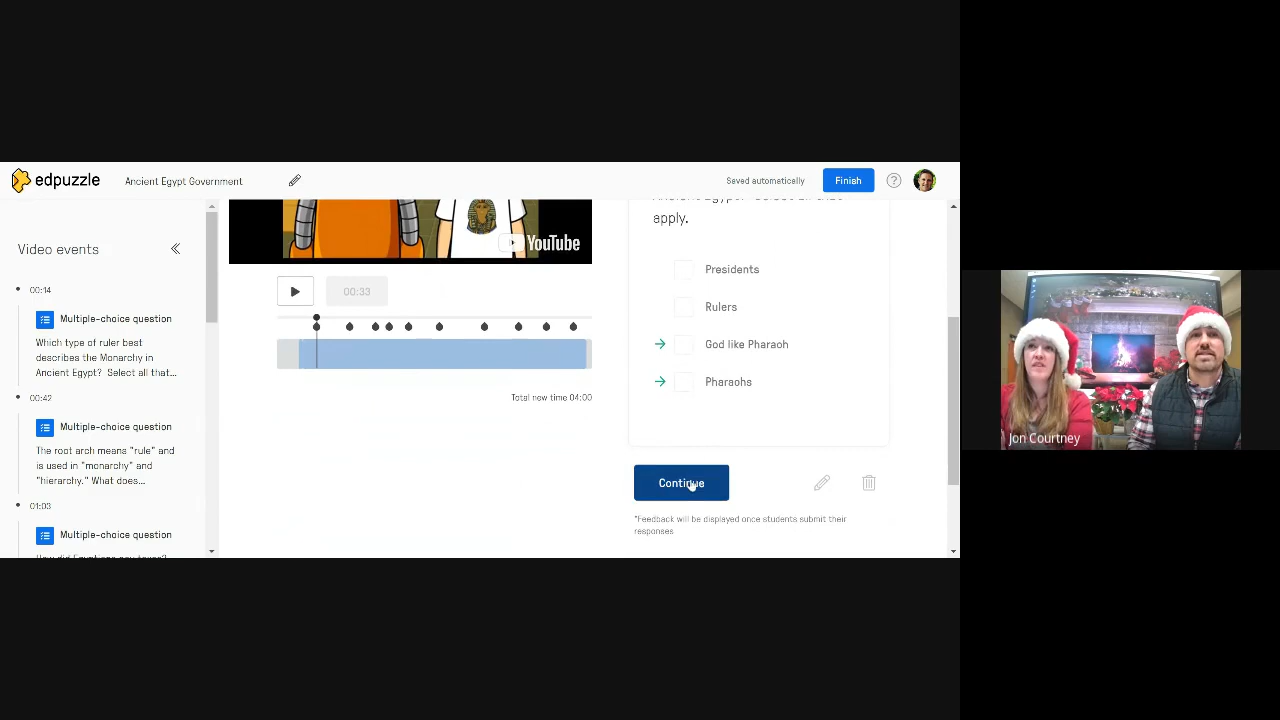 edpuzzle
Ancient Egypt Government
Saved automatically
Finish
?
Video events
00:14
Multiple-choice question
Which type of ruler best
describes the Monarchy in
Ancient Egypt? Select all that...
00:42
Multiple-choice question
The root arch means "rule" and
is used in "monarchy" and
"hierarchy." What does...
01:03
Multiple-choice question
YouTube
00:33
Total new time 04:00
apply.
Presidents
Rulers
God like Pharaoh
Pharaohs
Continue
*Feedback will be displayed once students submit their
responses
Jon Courtney